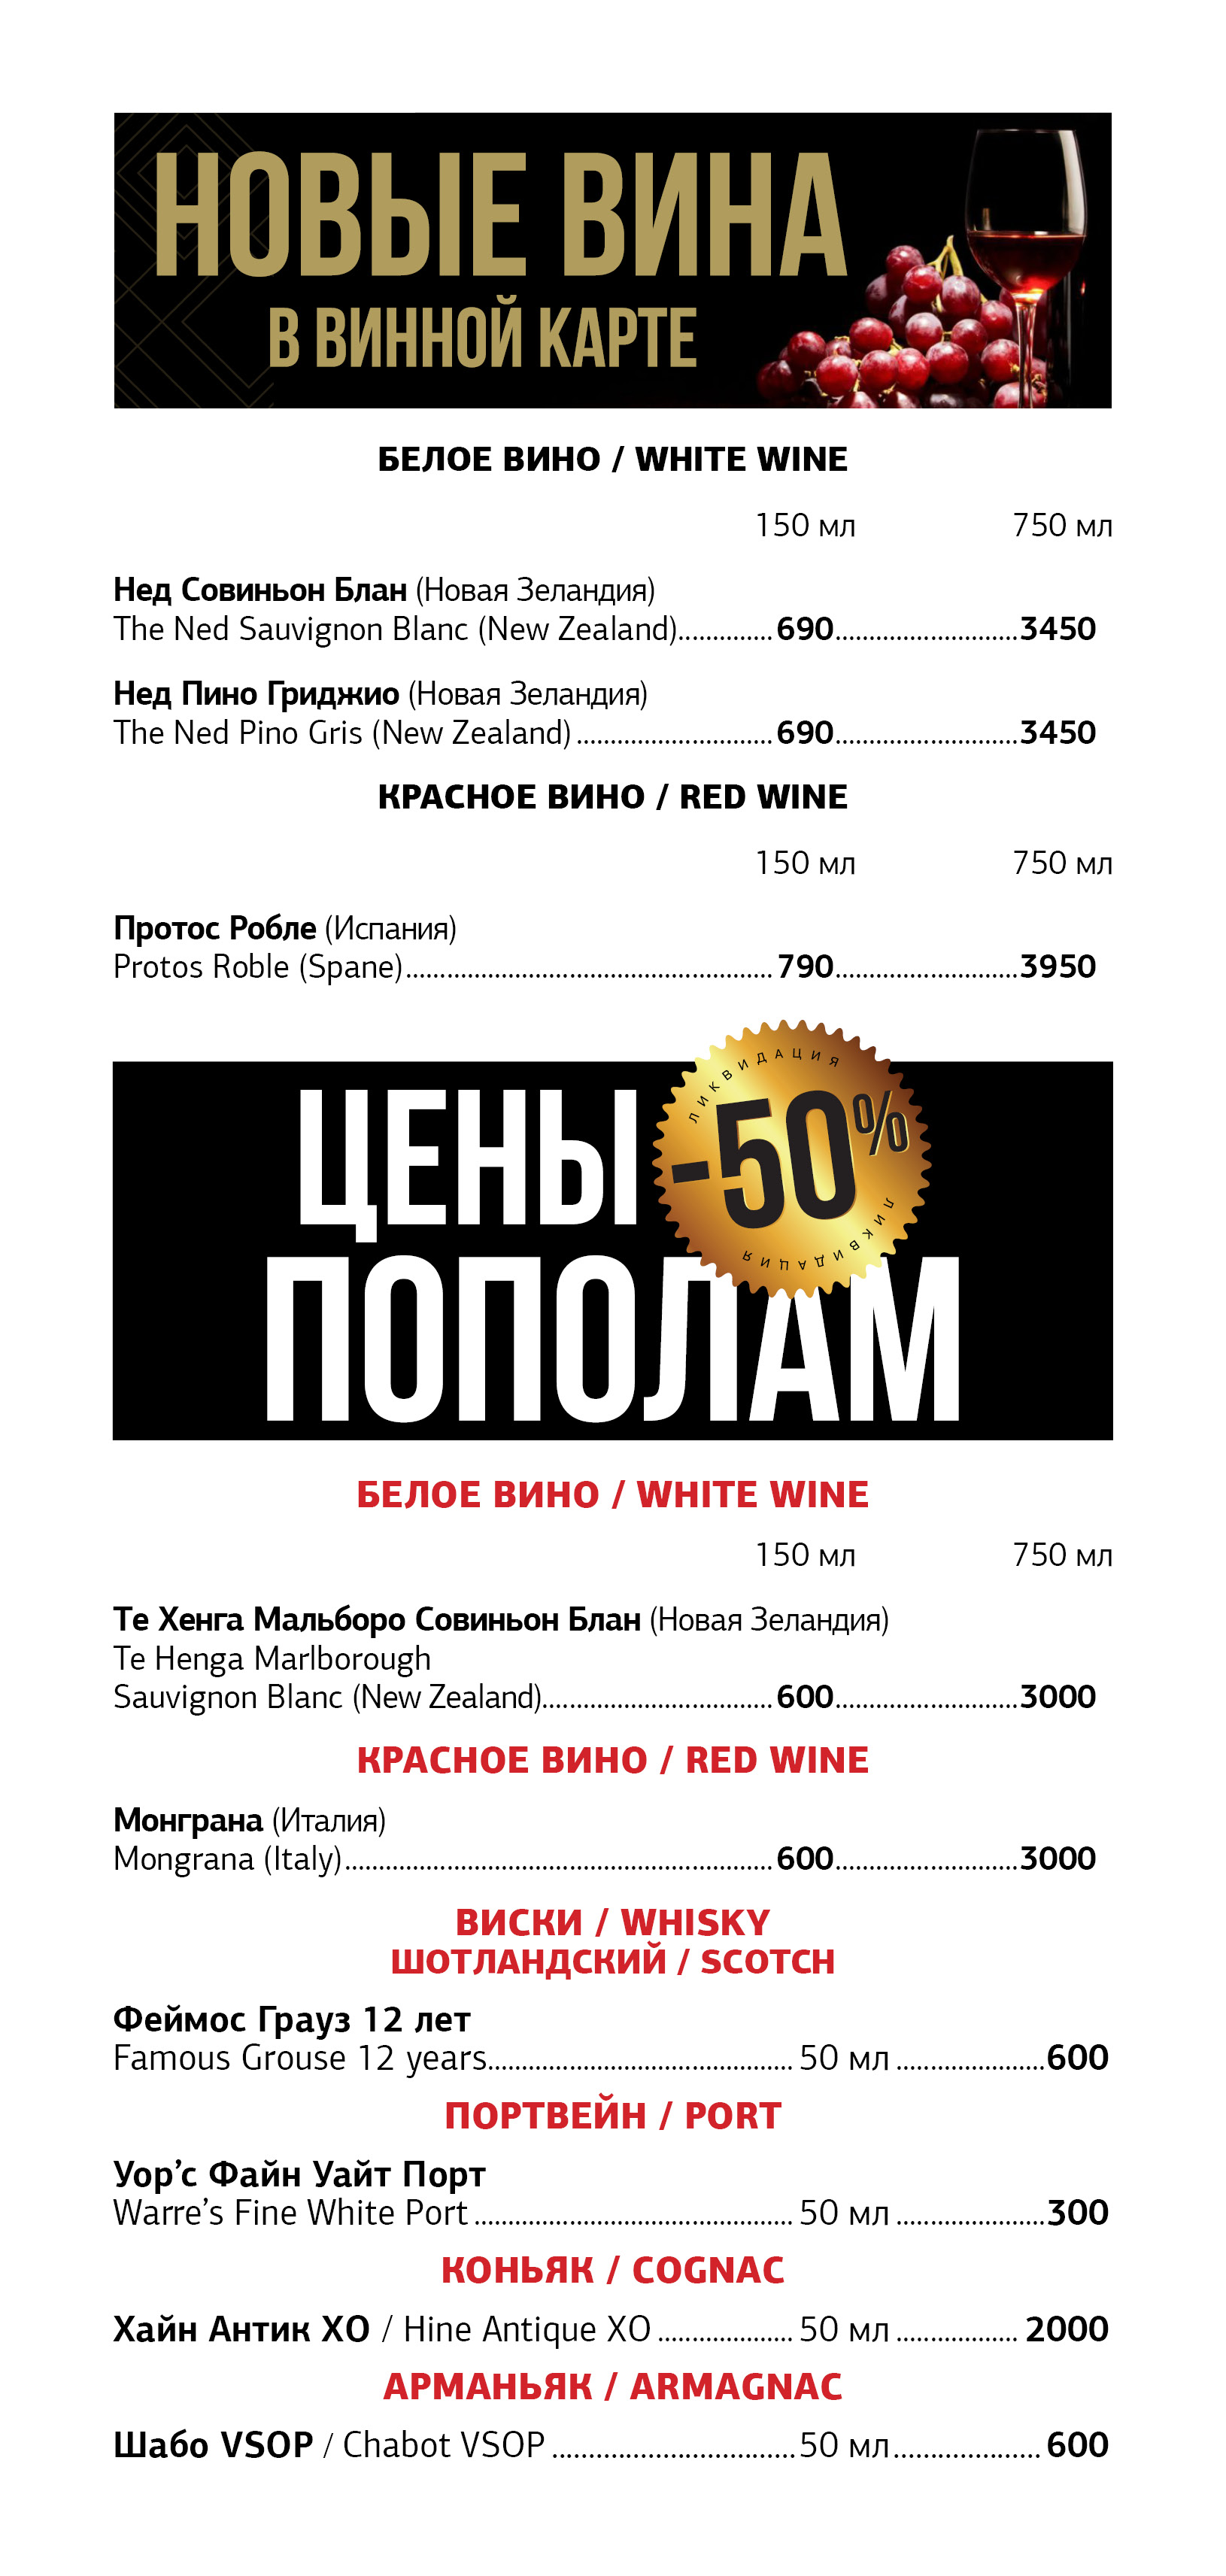 НОВЫЕ ВИНА
В ВИННОЙ КАРТЕ
БЕЛОЕ ВИНО / WHITE WINE
150 мл 750 мл
Нед Совиньон Блан (Новая Зеландия)
The Ned Sauvignon Blanc (New Zealand)..............690...........................3450
Нед Пино Гриджио (Новая Зеландия)
The Ned Pino Gris (New Zealand).............................690...........................3450
КРАСНОЕ ВИНО / RED WINE
150 мл 750 мл
Протос Робле (Испания)
Protos Roble (Spane)......................................................790...........................3950
ЦЕНЫ
ЛИКВИДАЦИЯ
-50%
ЛИКВИДАЦИЯ
ПОПОЛАМ
БЕЛОЕ ВИНО / WHITE WINE
150 мл 750 мл
Те Хенга Мальборо Совиньон Блан (Новая Зеландия)
Te Henga Marlborough
Sauvignon Blanc (New Zealand)..................................600...........................3000
КРАСНОЕ ВИНО / RED WINE
Монграна (Италия)
Mongrana (Italy)...............................................................600...........................3000
ВИСКИ / WHISKY
ШОТЛАНДСКИЙ / SCOTCH
Феймос Грауз 12 лет
Famous Grouse 12 years............................................. 50 мл ......................600
ПОРТВЕЙН / PORT
Уор’с Файн Уайт Порт
Warre’s Fine White Port ............................................... 50 мл ......................300
КОНЬЯК / COGNAC
Хайн Антик ХО / Hine Antique XO .................... 50 мл .................. 2000
АРМАНЬЯК / ARMAGNAC
Шабо VSOP / Chabot VSOP .................................50 мл.................... 600